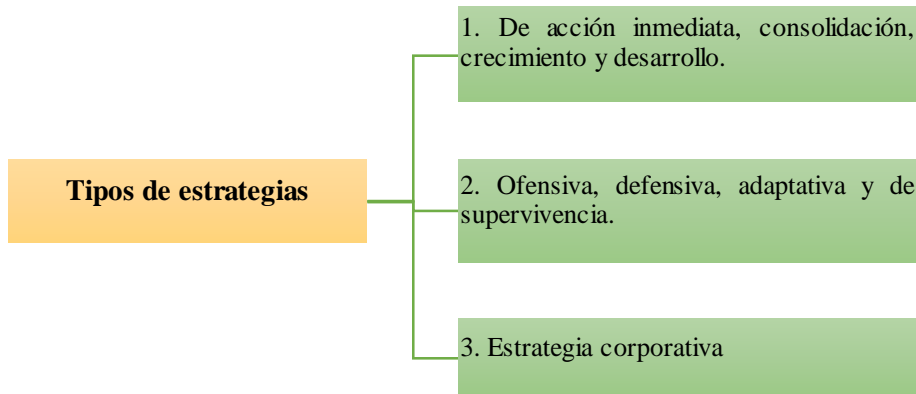 1. De acción inmediata, consolidación,
crecimiento y desarrollo.
Tipos de estrategias
2. Ofensiva, defensiva, adaptativa y de
supervivencia.
3. Estrategia corporativa